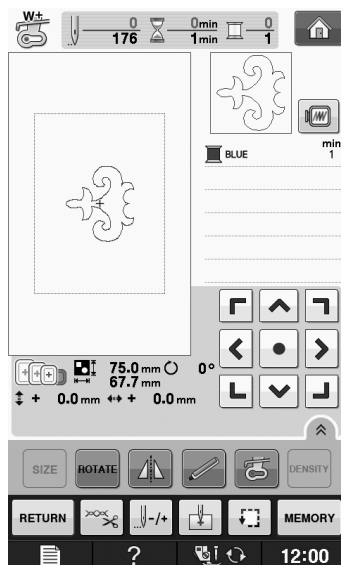 W+
0 0min 0
176 1min 1
min
BLUE 1
75.0 mm 0°
67.7 mm
+ 0.0 mm + 0.0 mm
SIZE ROTATE DENSITY
RETURN -/+ MEMORY
? 12:00